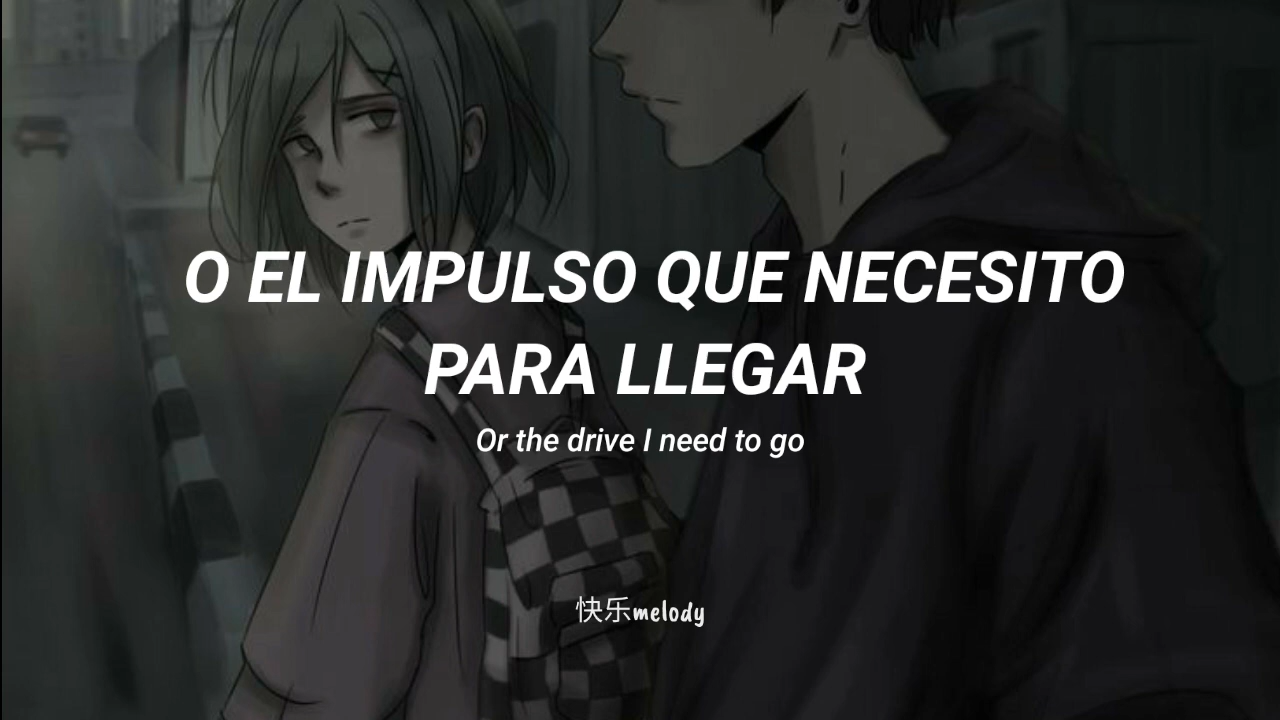 O EL IMPULSO QUE NECESITO
PARA LLEGAR
Or the drive I need to go
快乐melody